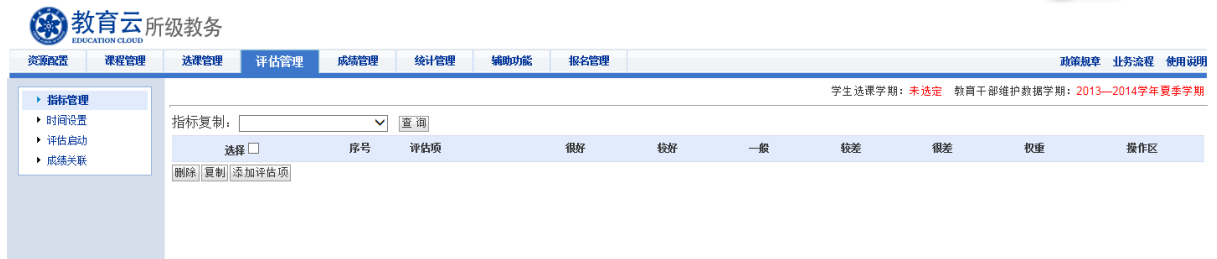 教育云 所级教务
EDUCATION CLOUD
资源配置 课程管理 选课管理 评估管理 成绩管理 统计管理 辅助功能 报名管理 政策规章 业务流程 使用说明
学生选课学期：未选定 教育干部维护数据学期：2013—2014学年夏季学期
指标管理
时间设置
评估启动
成绩关联
指标复制： 查 询
选择 序号 评估项 很好 较好 一般 较差 很差 权重 操作区
删除 复制 添加评估项